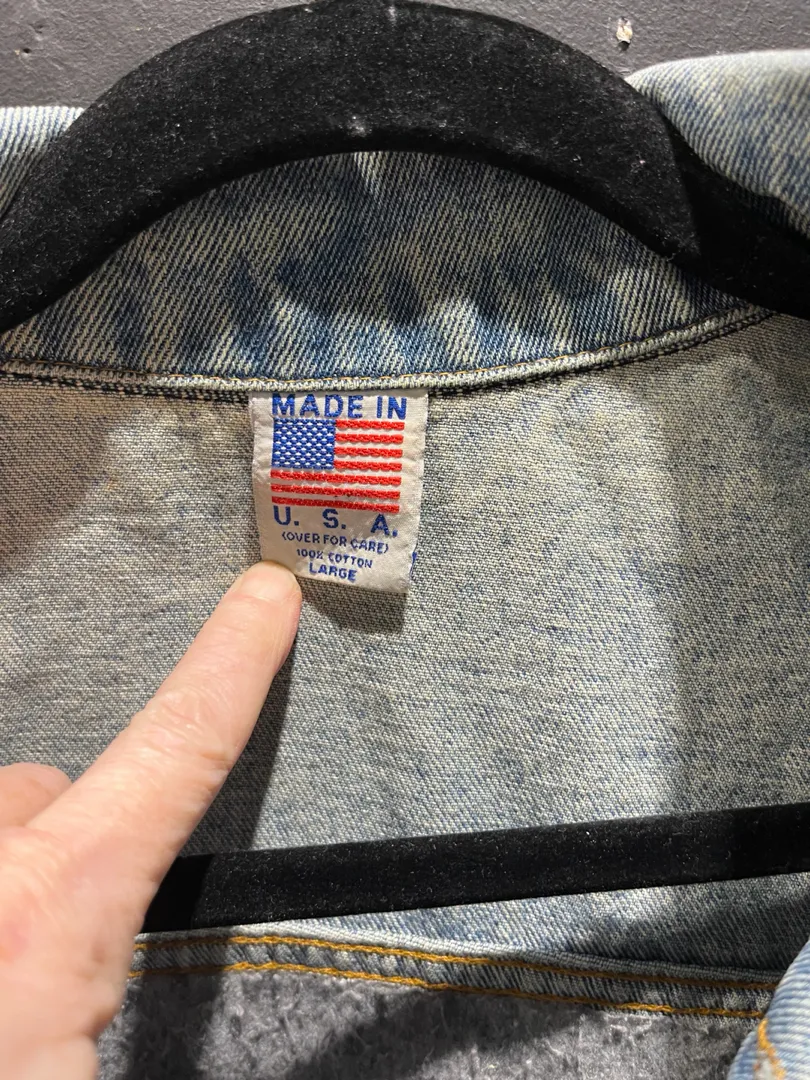 MADE IN
U. S. A.
(OVER FOR CARE)
100% COTTON
LARGE